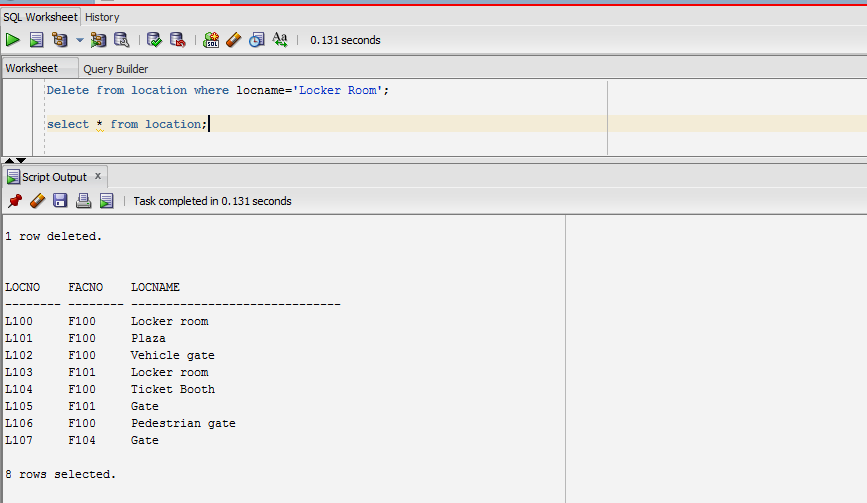 SQL Worksheet History
0.131 seconds
Worksheet Query Builder
Delete from location where locname='Locker Room';
select * from location;
Script Output x
Task completed in 0.131 seconds
1 row deleted.
LOCNO FACNO LOCNAME
-------- -------- ------------------------------
L100 F100 Locker room
L101 F100 Plaza
L102 F100 Vehicle gate
L103 F101 Locker room
L104 F100 Ticket Booth
L105 F101 Gate
L106 F100 Pedestrian gate
L107 F104 Gate
8 rows selected.